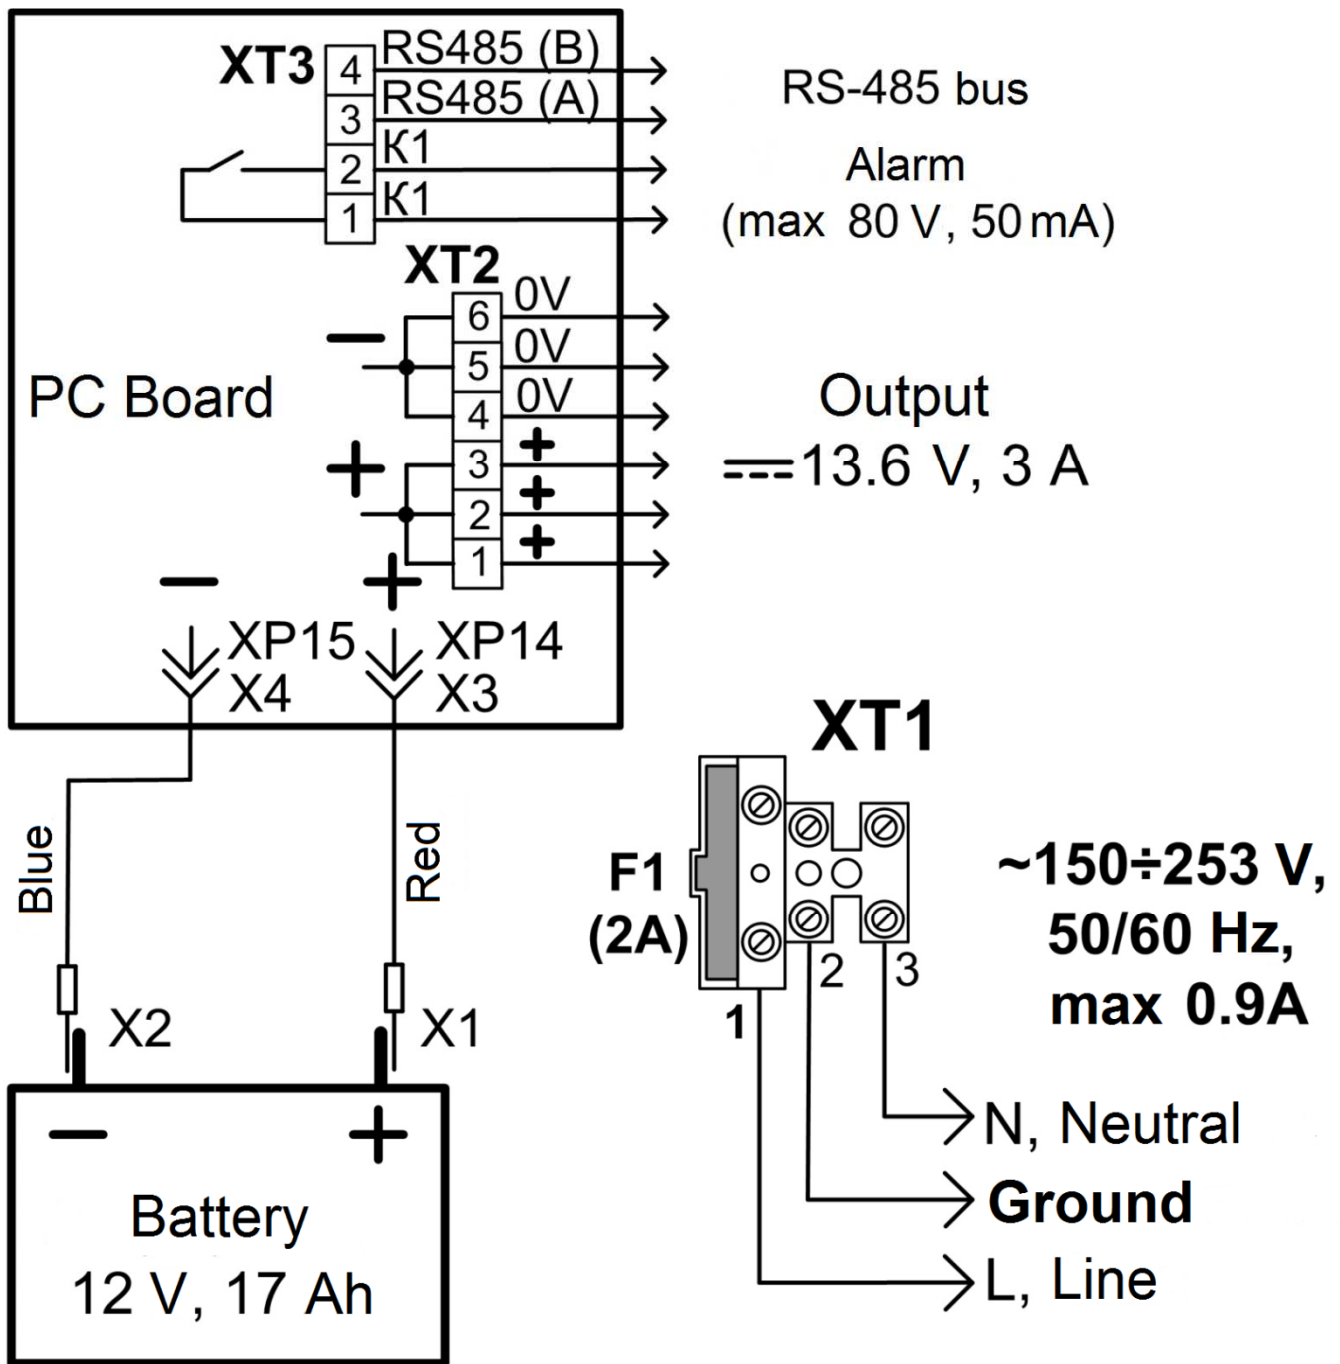 XT3
4 RS485 (B)
3 RS485 (A)
2 К1
1 К1
RS-485 bus
Alarm
(max 80 V, 50 mA)
XT2
6 0V
5 0V
4 0V
3 +
2 +
1 +
−
+
PC Board
Output
13.6 V, 3 A
− +
XP15 XP14
X4 X3
Blue
Red
X2 X1
− +
Battery
12 V, 17 Ah
XT1
F1
(2A)
1 2 3
~150÷253 V,
50/60 Hz,
max 0.9A
N, Neutral
Ground
L, Line